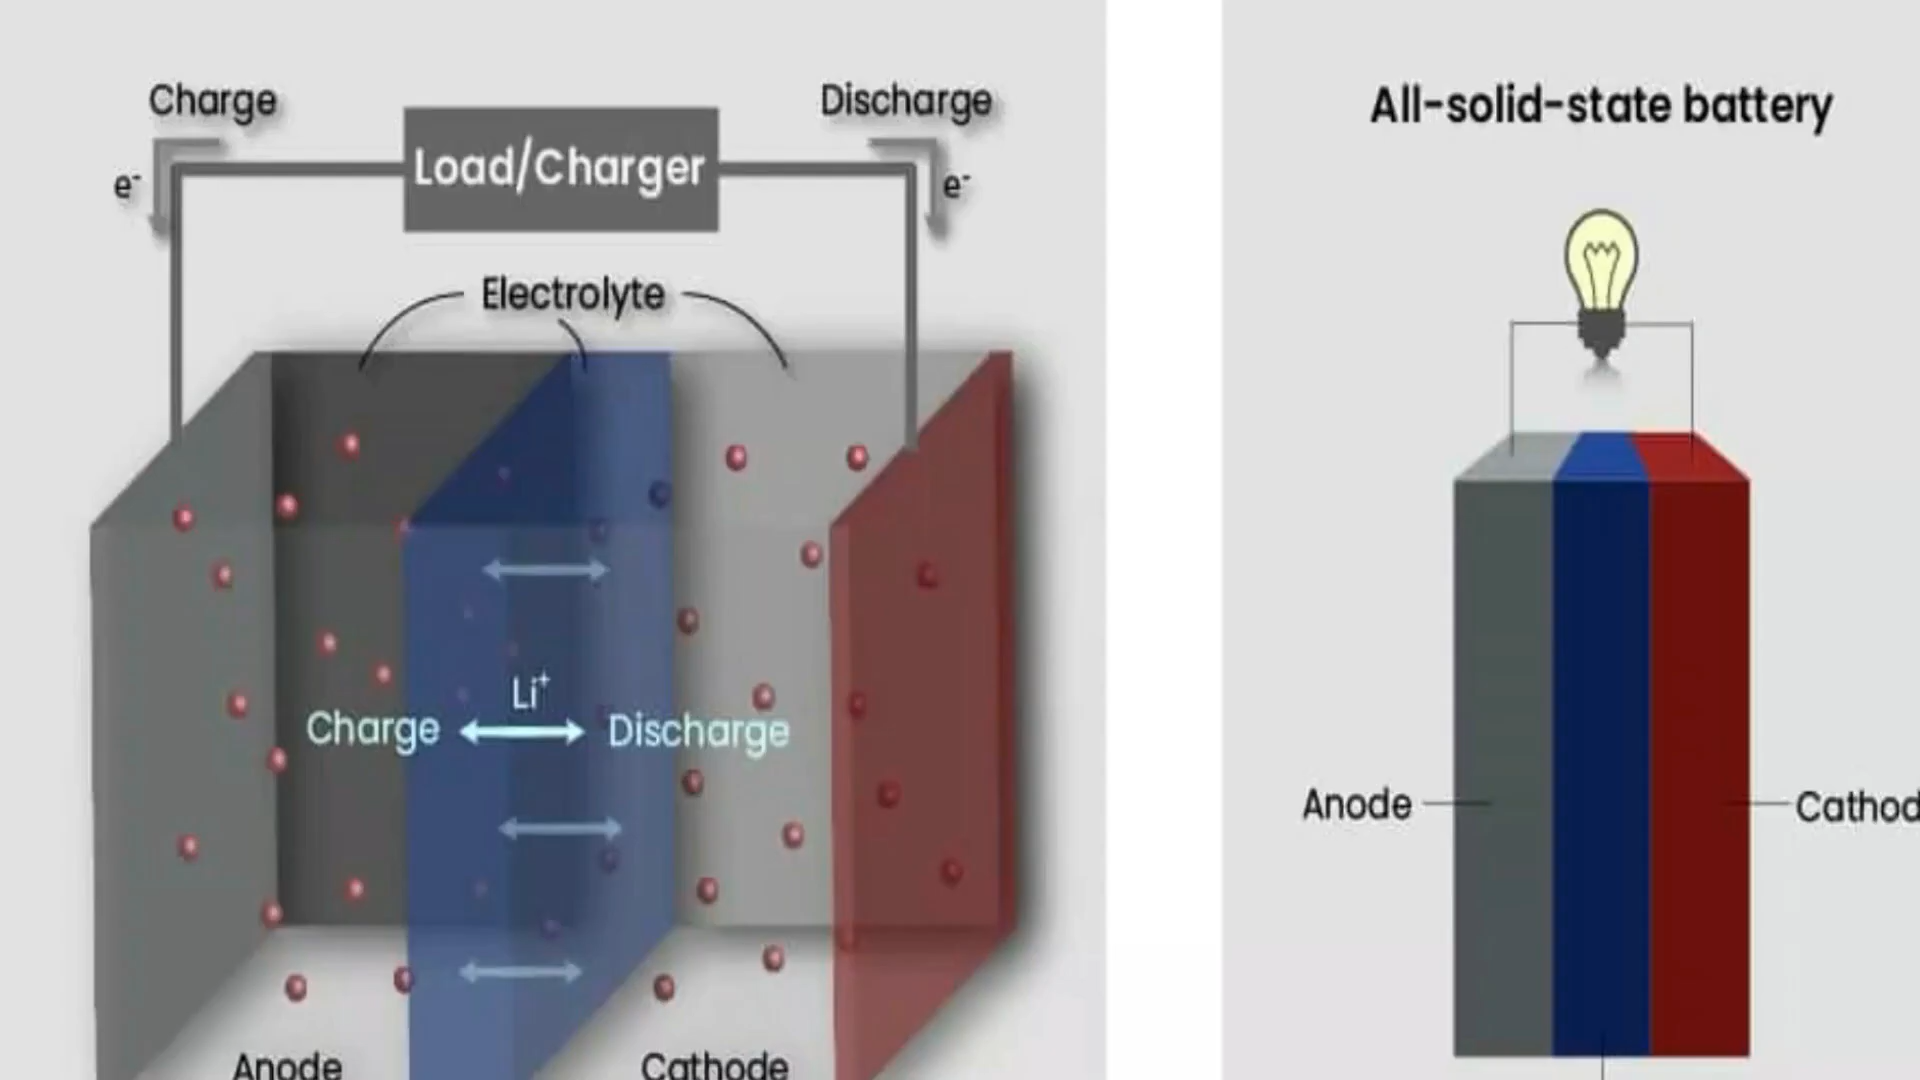 Charge
Discharge
e⁻
Load/Charger
e⁻
Electrolyte
Li⁺
Charge
Discharge
Anode
Cathode
All-solid-state battery
Anode
Cathod